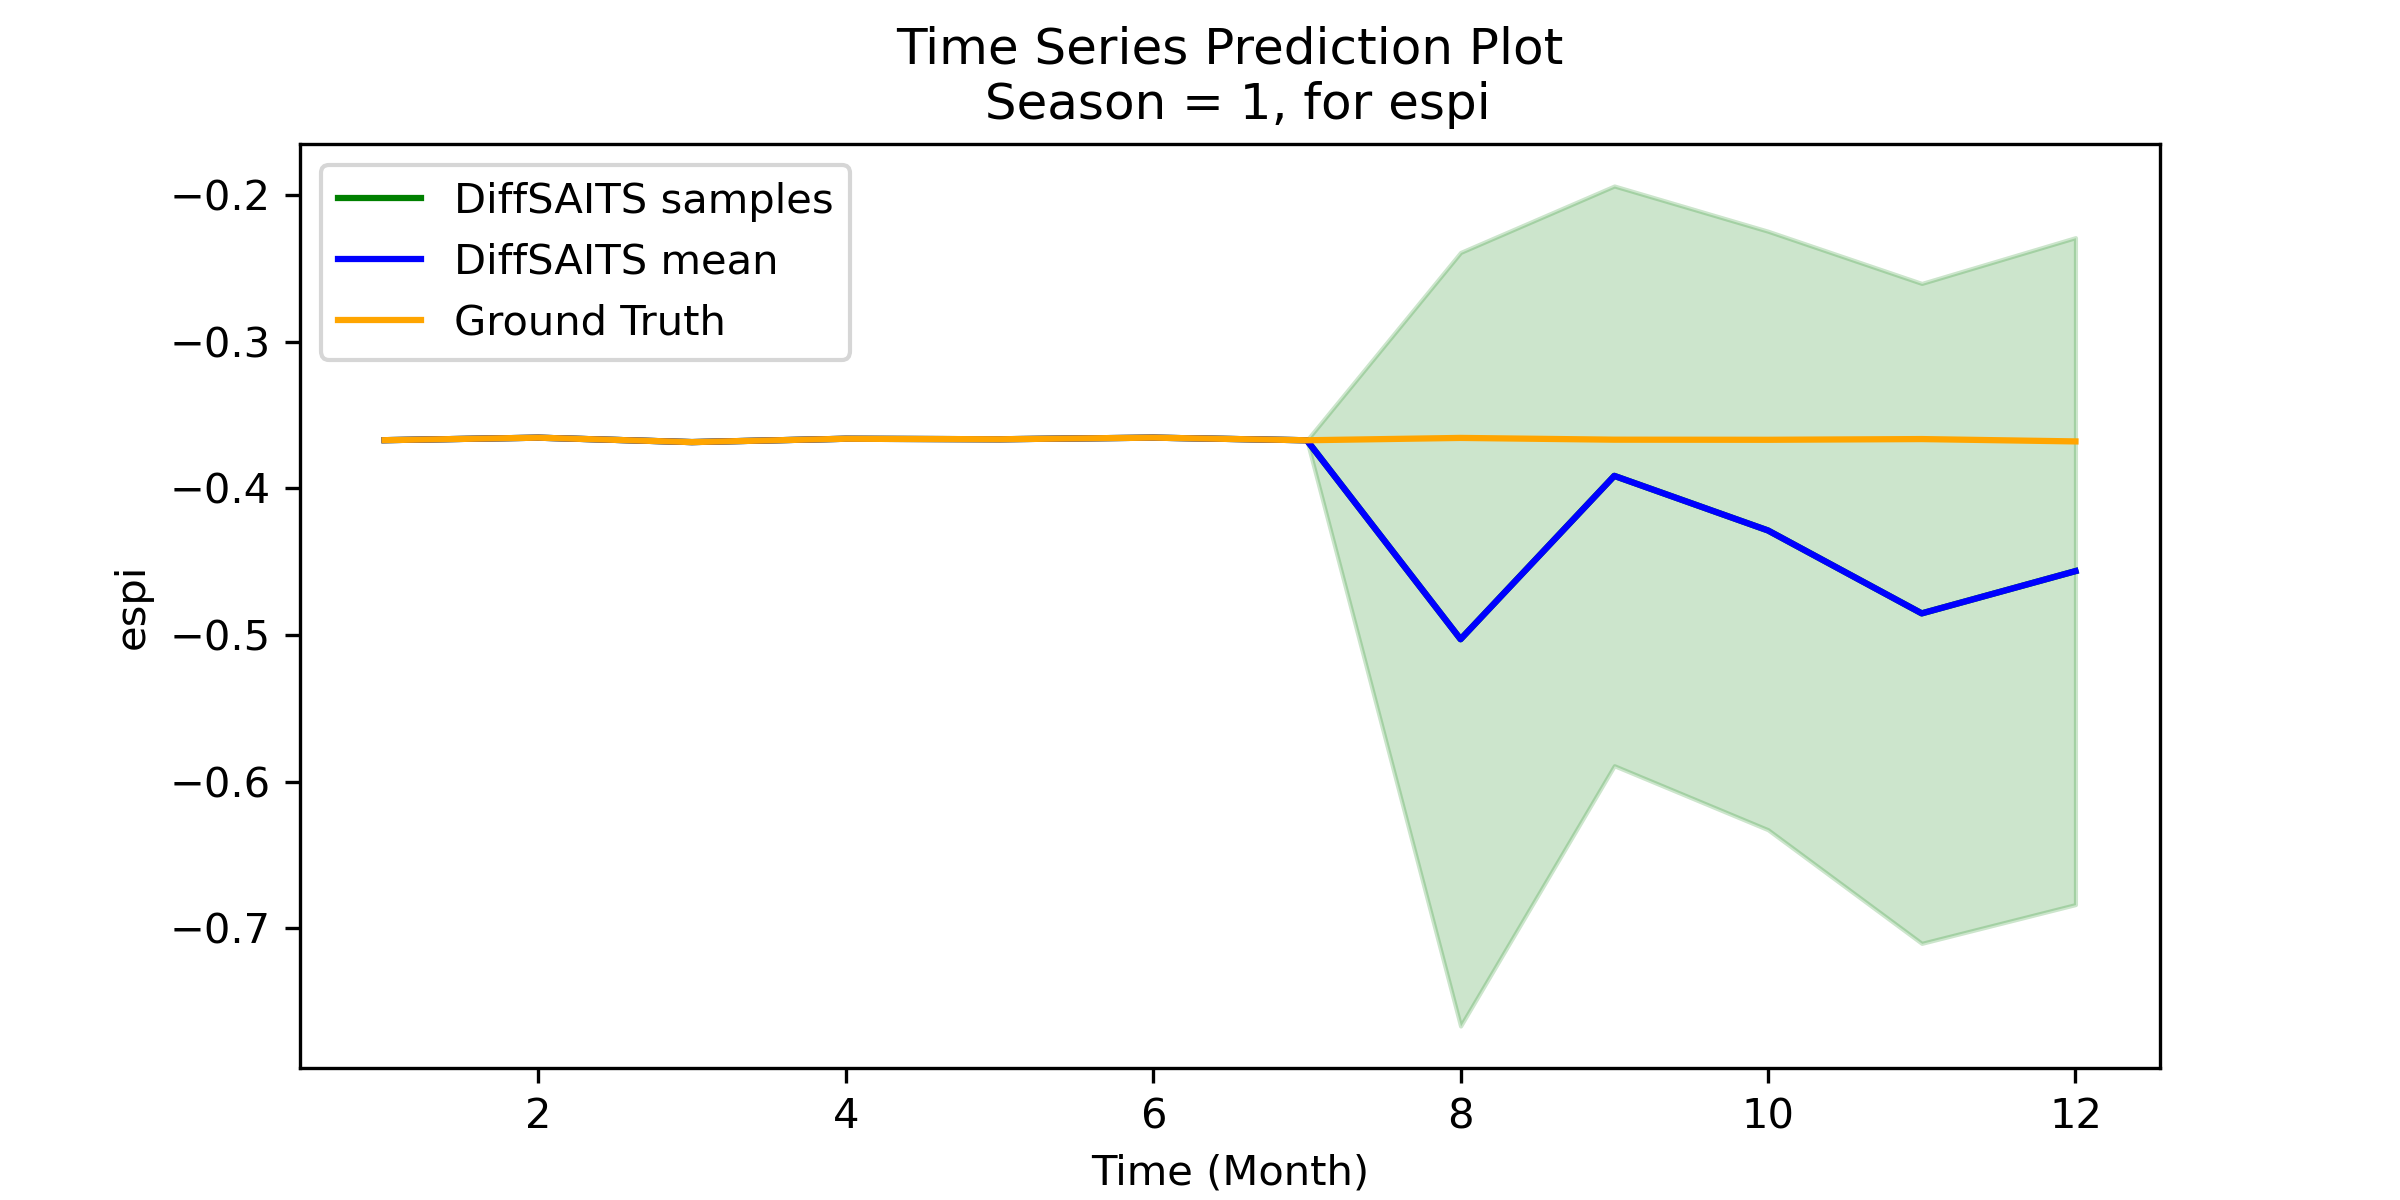 Time Series Prediction Plot
Season = 1, for espi
DiffSAITS samples
DiffSAITS mean
Ground Truth
−0.2
−0.3
−0.4
−0.5
−0.6
−0.7
espi
2 4 6 8 10 12
Time (Month)